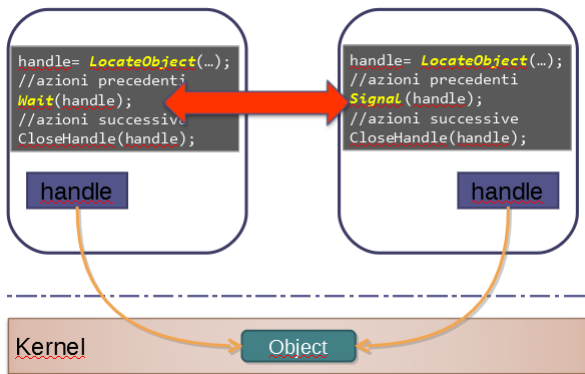 handle= LocateObject(…);
//azioni precedenti
Wait(handle);
//azioni successive
CloseHandle(handle);
handle
handle= LocateObject(…);
//azioni precedenti
Signal(handle);
//azioni successive
CloseHandle(handle);
handle
Kernel
Object